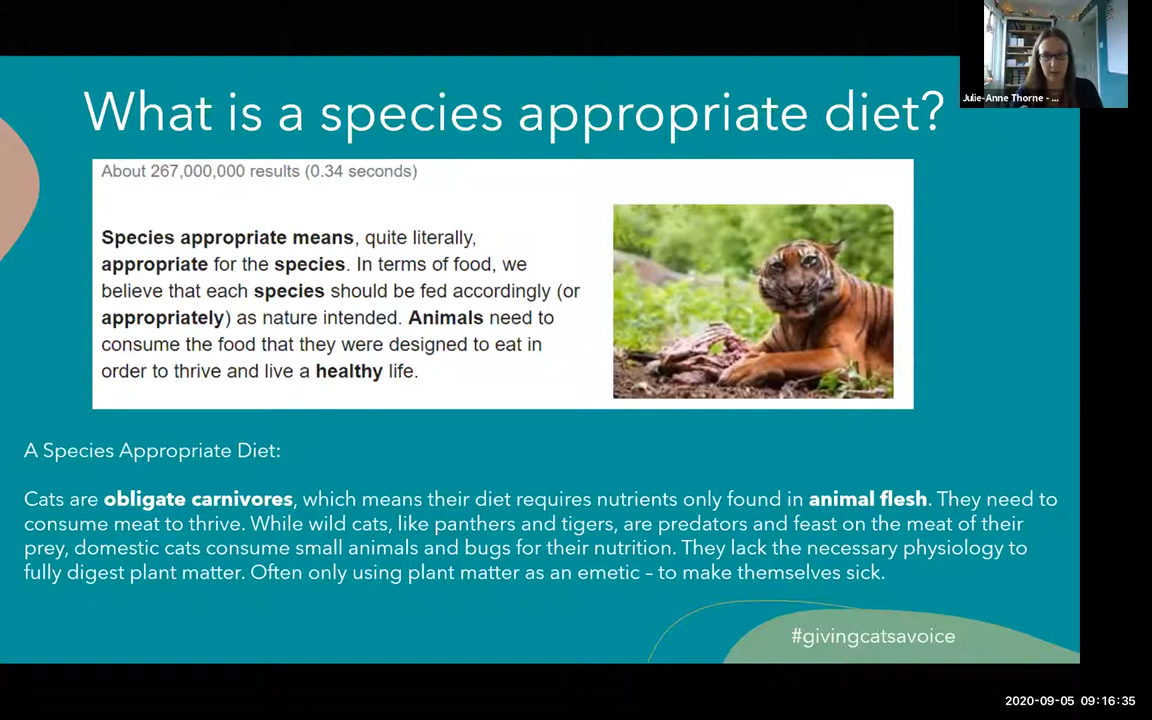 Julie-Anne Thorne - ...
What is a species appropriate diet?
About 267,000,000 results (0.34 seconds)
Species appropriate means, quite literally,
appropriate for the species. In terms of food, we
believe that each species should be fed accordingly (or
appropriately) as nature intended. Animals need to
consume the food that they were designed to eat in
order to thrive and live a healthy life.
A Species Appropriate Diet:
Cats are obligate carnivores, which means their diet requires nutrients only found in animal flesh. They need to
consume meat to thrive. While wild cats, like panthers and tigers, are predators and feast on the meat of their
prey, domestic cats consume small animals and bugs for their nutrition. They lack the necessary physiology to
fully digest plant matter. Often only using plant matter as an emetic – to make themselves sick.
#givingcatsavoice
2020-09-05 09:16:35